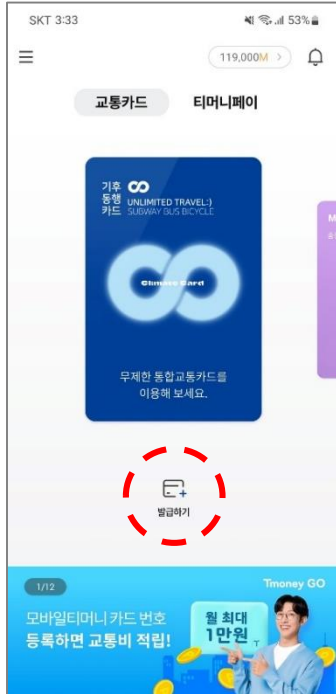 SKT 3:33
53%
119,000M >
교통카드
티머니페이
기후
동행
카드
UNLIMITED TRAVEL:)
SUBWAY BUS BICYCLE
Climate Card
무제한 통합교통카드를
이용해 보세요.
M
발급하기
1/12
Tmoney GO
모바일티머니 카드 번호
등록하면 교통비 적립!
월 최대
1만원